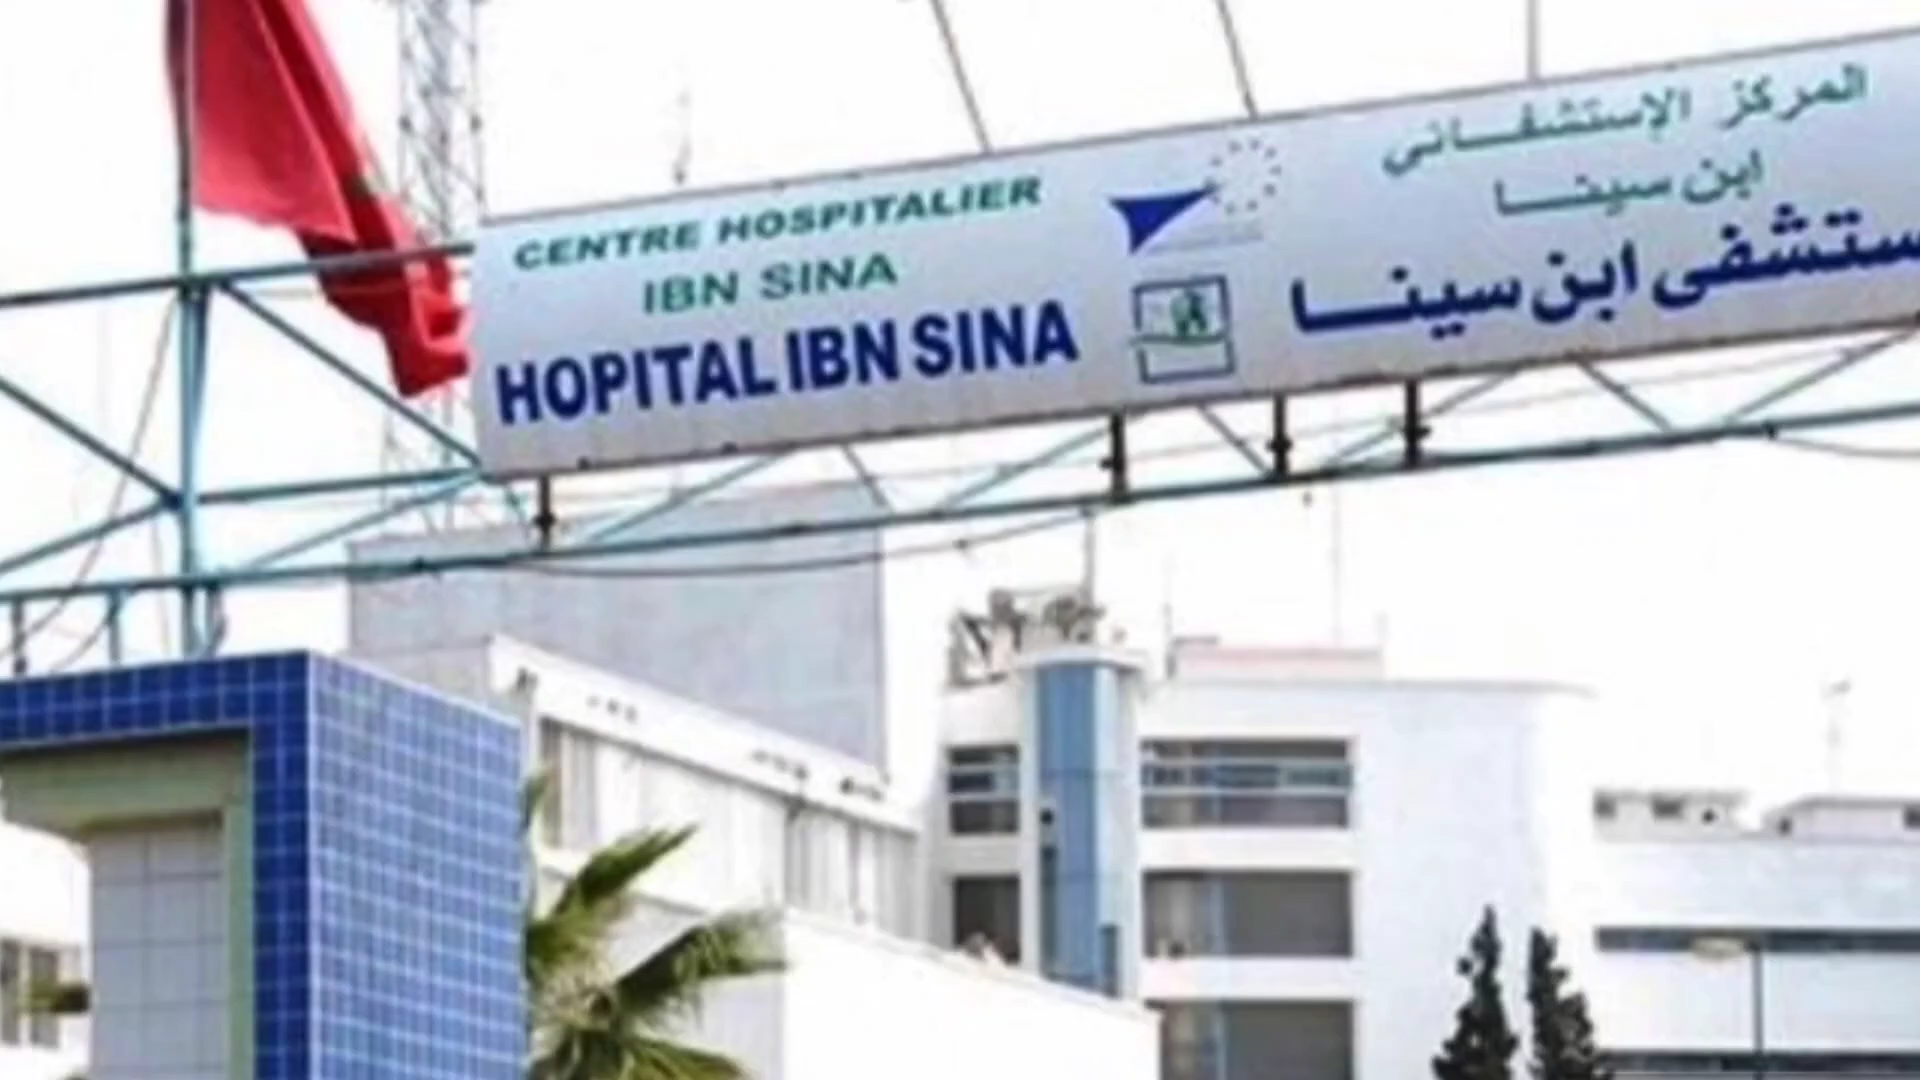 CENTRE HOSPITALIER
IBN SINA
HOPITAL IBN SINA
المركز الإستشفائي
ابن سينا
ستشفى ابن سينا